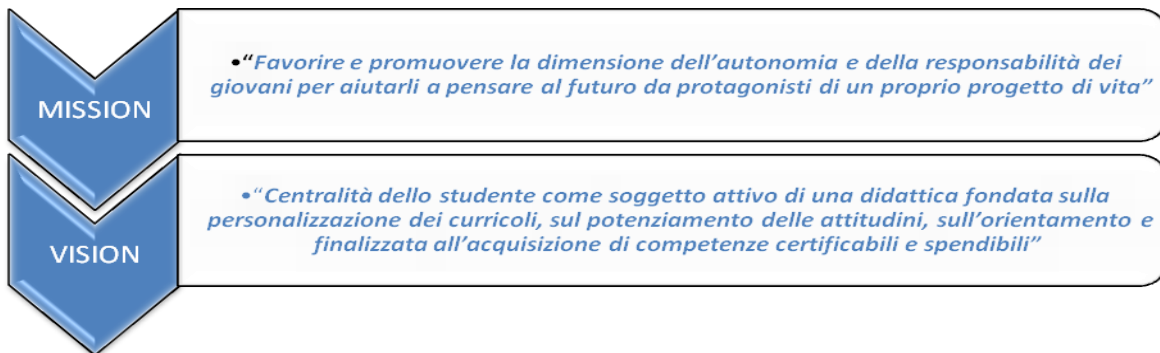 MISSION
•“Favorire e promuovere la dimensione dell’autonomia e della responsabilità dei
giovani per aiutarli a pensare al futuro da protagonisti di un proprio progetto di vita”
VISION
•“Centralità dello studente come soggetto attivo di una didattica fondata sulla
personalizzazione dei curricoli, sul potenziamento delle attitudini, sull’orientamento e
finalizzata all’acquisizione di competenze certificabili e spendibili”